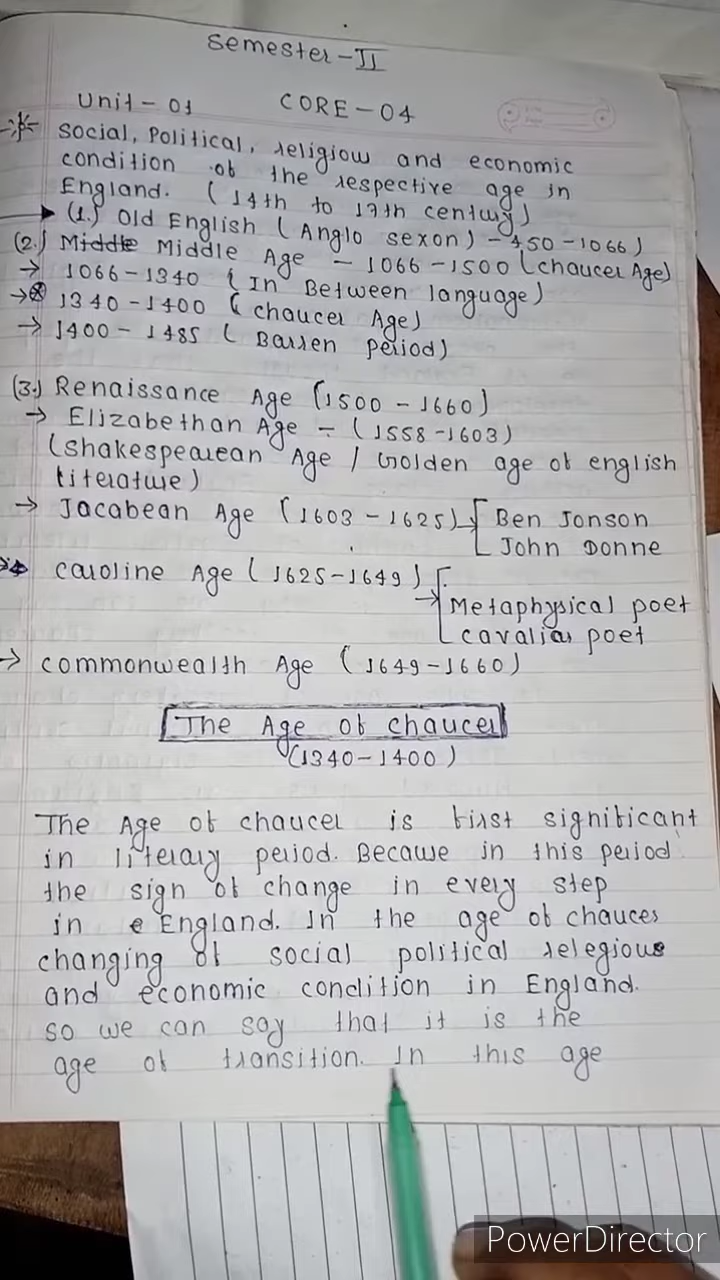 Semester - II
Unit - 01 CORE - 04
Social, Political, religiow and economic
condition of the respective age in
England. ( 14th to 17th century)
(1.) Old English ( Anglo sexon) - 450 - 1066)
(2.) Middle Middle Age - 1066 - 1500 (chaucer Age)
→ 1066 - 1340 ( In Between language)
→ 1340 - 1400 ( chaucer Age)
→ 1400 - 1485 ( Barren period)
(3.) Renaissance Age (1500 - 1660)
→ Elizabethan Age - (1558 - 1603)
(shakespearean Age / Golden age of english
literature)
→ Jacabean Age (1603 - 1625) Ben Jonson
John Donne
→ caroline Age ( 1625 - 1649)
→ Metaphysical poet
cavaliar poet
→ commonwealth Age ( 1649 - 1660)
The Age of chaucer
(1340 - 1400)
The Age of chaucer is first significant
in literary period. Because in this period
the sign of change in every step
in e England. In the age of chauces
changing of social political relegious
and economic condition in England.
so we can say that it is the
age of transition. In this age
PowerDirector